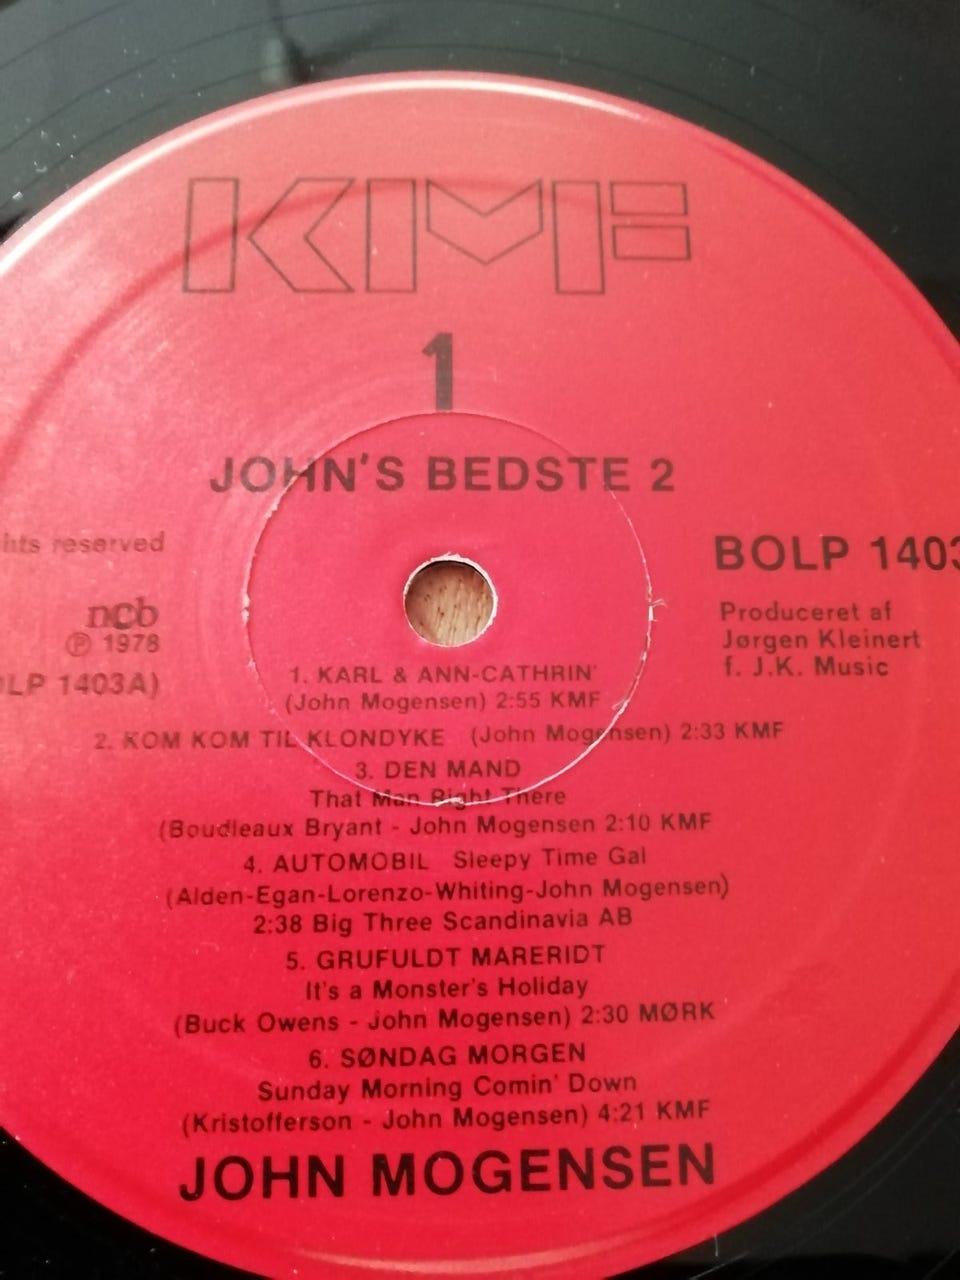 KMF
1
JOHN'S BEDSTE 2
reserved
BOLP 1403
ncb
℗ 1978
1403A)
Produceret af
Jørgen Kleinert
f. J.K. Music
1. KARL & ANN-CATHRIN'
(John Mogensen) 2:55 KMF
2. KOM KOM TIL KLONDYKE (John Mogensen) 2:33 KMF
3. DEN MAND
That Man Right There
(Boudleaux Bryant - John Mogensen 2:10 KMF
4. AUTOMOBIL Sleepy Time Gal
(Alden-Egan-Lorenzo-Whiting-John Mogensen)
2:38 Big Three Scandinavia AB
5. GRUFULDT MARERIDT
It's a Monster's Holiday
(Buck Owens - John Mogensen) 2:30 MØRK
6. SØNDAG MORGEN
Sunday Morning Comin' Down
(Kristofferson - John Mogensen) 4:21 KMF
JOHN MOGENSEN